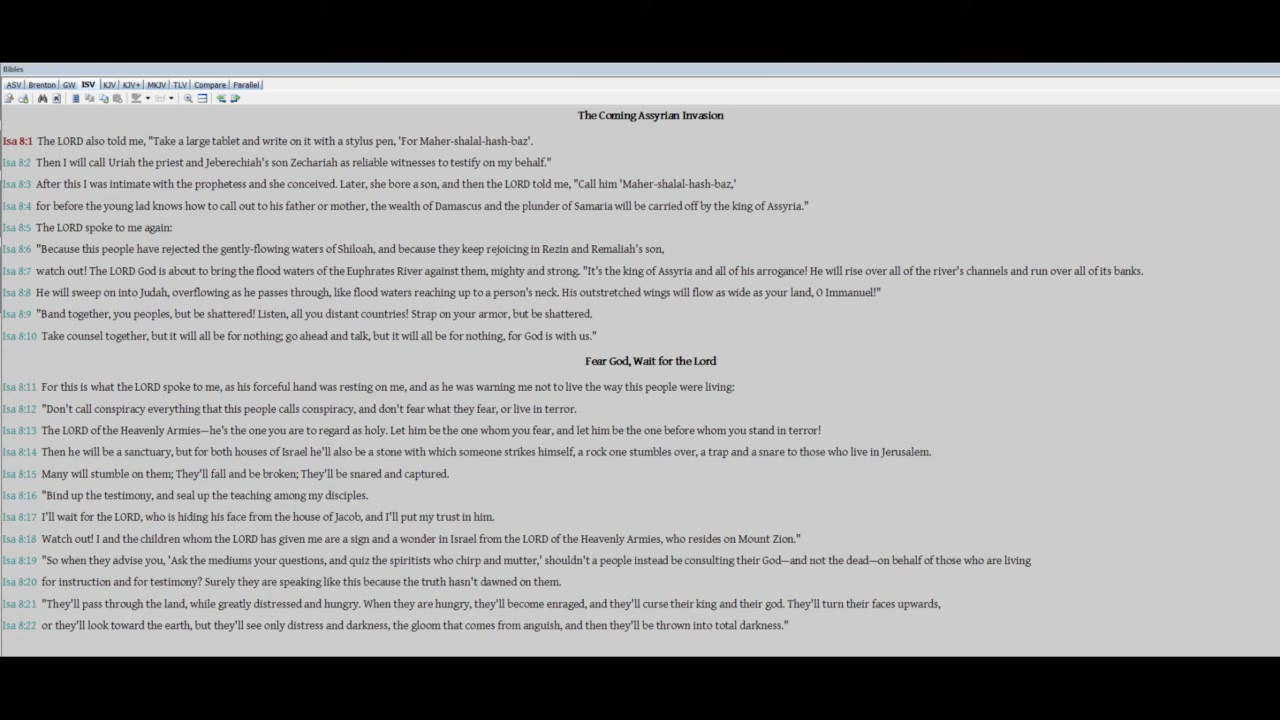 Bibles
ASV Brenton GW ISV KJV KJV+ MKJV TLV Compare Parallel
The Coming Assyrian Invasion
Isa 8:1 The LORD also told me, "Take a large tablet and write on it with a stylus pen, 'For Maher-shalal-hash-baz'.
Isa 8:2 Then I will call Uriah the priest and Jeberechiah's son Zechariah as reliable witnesses to testify on my behalf."
Isa 8:3 After this I was intimate with the prophetess and she conceived. Later, she bore a son, and then the LORD told me, "Call him 'Maher-shalal-hash-baz,'
Isa 8:4 for before the young lad knows how to call out to his father or mother, the wealth of Damascus and the plunder of Samaria will be carried off by the king of Assyria."
Isa 8:5 The LORD spoke to me again:
Isa 8:6 "Because this people have rejected the gently-flowing waters of Shiloah, and because they keep rejoicing in Rezin and Remaliah's son,
Isa 8:7 watch out! The LORD God is about to bring the flood waters of the Euphrates River against them, mighty and strong. "It's the king of Assyria and all of his arrogance! He will rise over all of the river's channels and run over all of its banks.
Isa 8:8 He will sweep on into Judah, overflowing as he passes through, like flood waters reaching up to a person's neck. His outstretched wings will flow as wide as your land, O Immanuel!"
Isa 8:9 "Band together, you peoples, but be shattered! Listen, all you distant countries! Strap on your armor, but be shattered.
Isa 8:10 Take counsel together, but it will all be for nothing; go ahead and talk, but it will all be for nothing, for God is with us."
Fear God, Wait for the Lord
Isa 8:11 For this is what the LORD spoke to me, as his forceful hand was resting on me, and as he was warning me not to live the way this people were living:
Isa 8:12 "Don't call conspiracy everything that this people calls conspiracy, and don't fear what they fear, or live in terror.
Isa 8:13 The LORD of the Heavenly Armies—he's the one you are to regard as holy. Let him be the one whom you fear, and let him be the one before whom you stand in terror!
Isa 8:14 Then he will be a sanctuary, but for both houses of Israel he'll also be a stone with which someone strikes himself, a rock one stumbles over, a trap and a snare to those who live in Jerusalem.
Isa 8:15 Many will stumble on them; They'll fall and be broken; They'll be snared and captured.
Isa 8:16 "Bind up the testimony, and seal up the teaching among my disciples.
Isa 8:17 I'll wait for the LORD, who is hiding his face from the house of Jacob, and I'll put my trust in him.
Isa 8:18 Watch out! I and the children whom the LORD has given me are a sign and a wonder in Israel from the LORD of the Heavenly Armies, who resides on Mount Zion."
Isa 8:19 "So when they advise you, 'Ask the mediums your questions, and quiz the spiritists who chirp and mutter,' shouldn't a people instead be consulting their God—and not the dead—on behalf of those who are living
Isa 8:20 for instruction and for testimony? Surely they are speaking like this because the truth hasn't dawned on them.
Isa 8:21 "They'll pass through the land, while greatly distressed and hungry. When they are hungry, they'll become enraged, and they'll curse their king and their god. They'll turn their faces upwards,
Isa 8:22 or they'll look toward the earth, but they'll see only distress and darkness, the gloom that comes from anguish, and then they'll be thrown into total darkness."